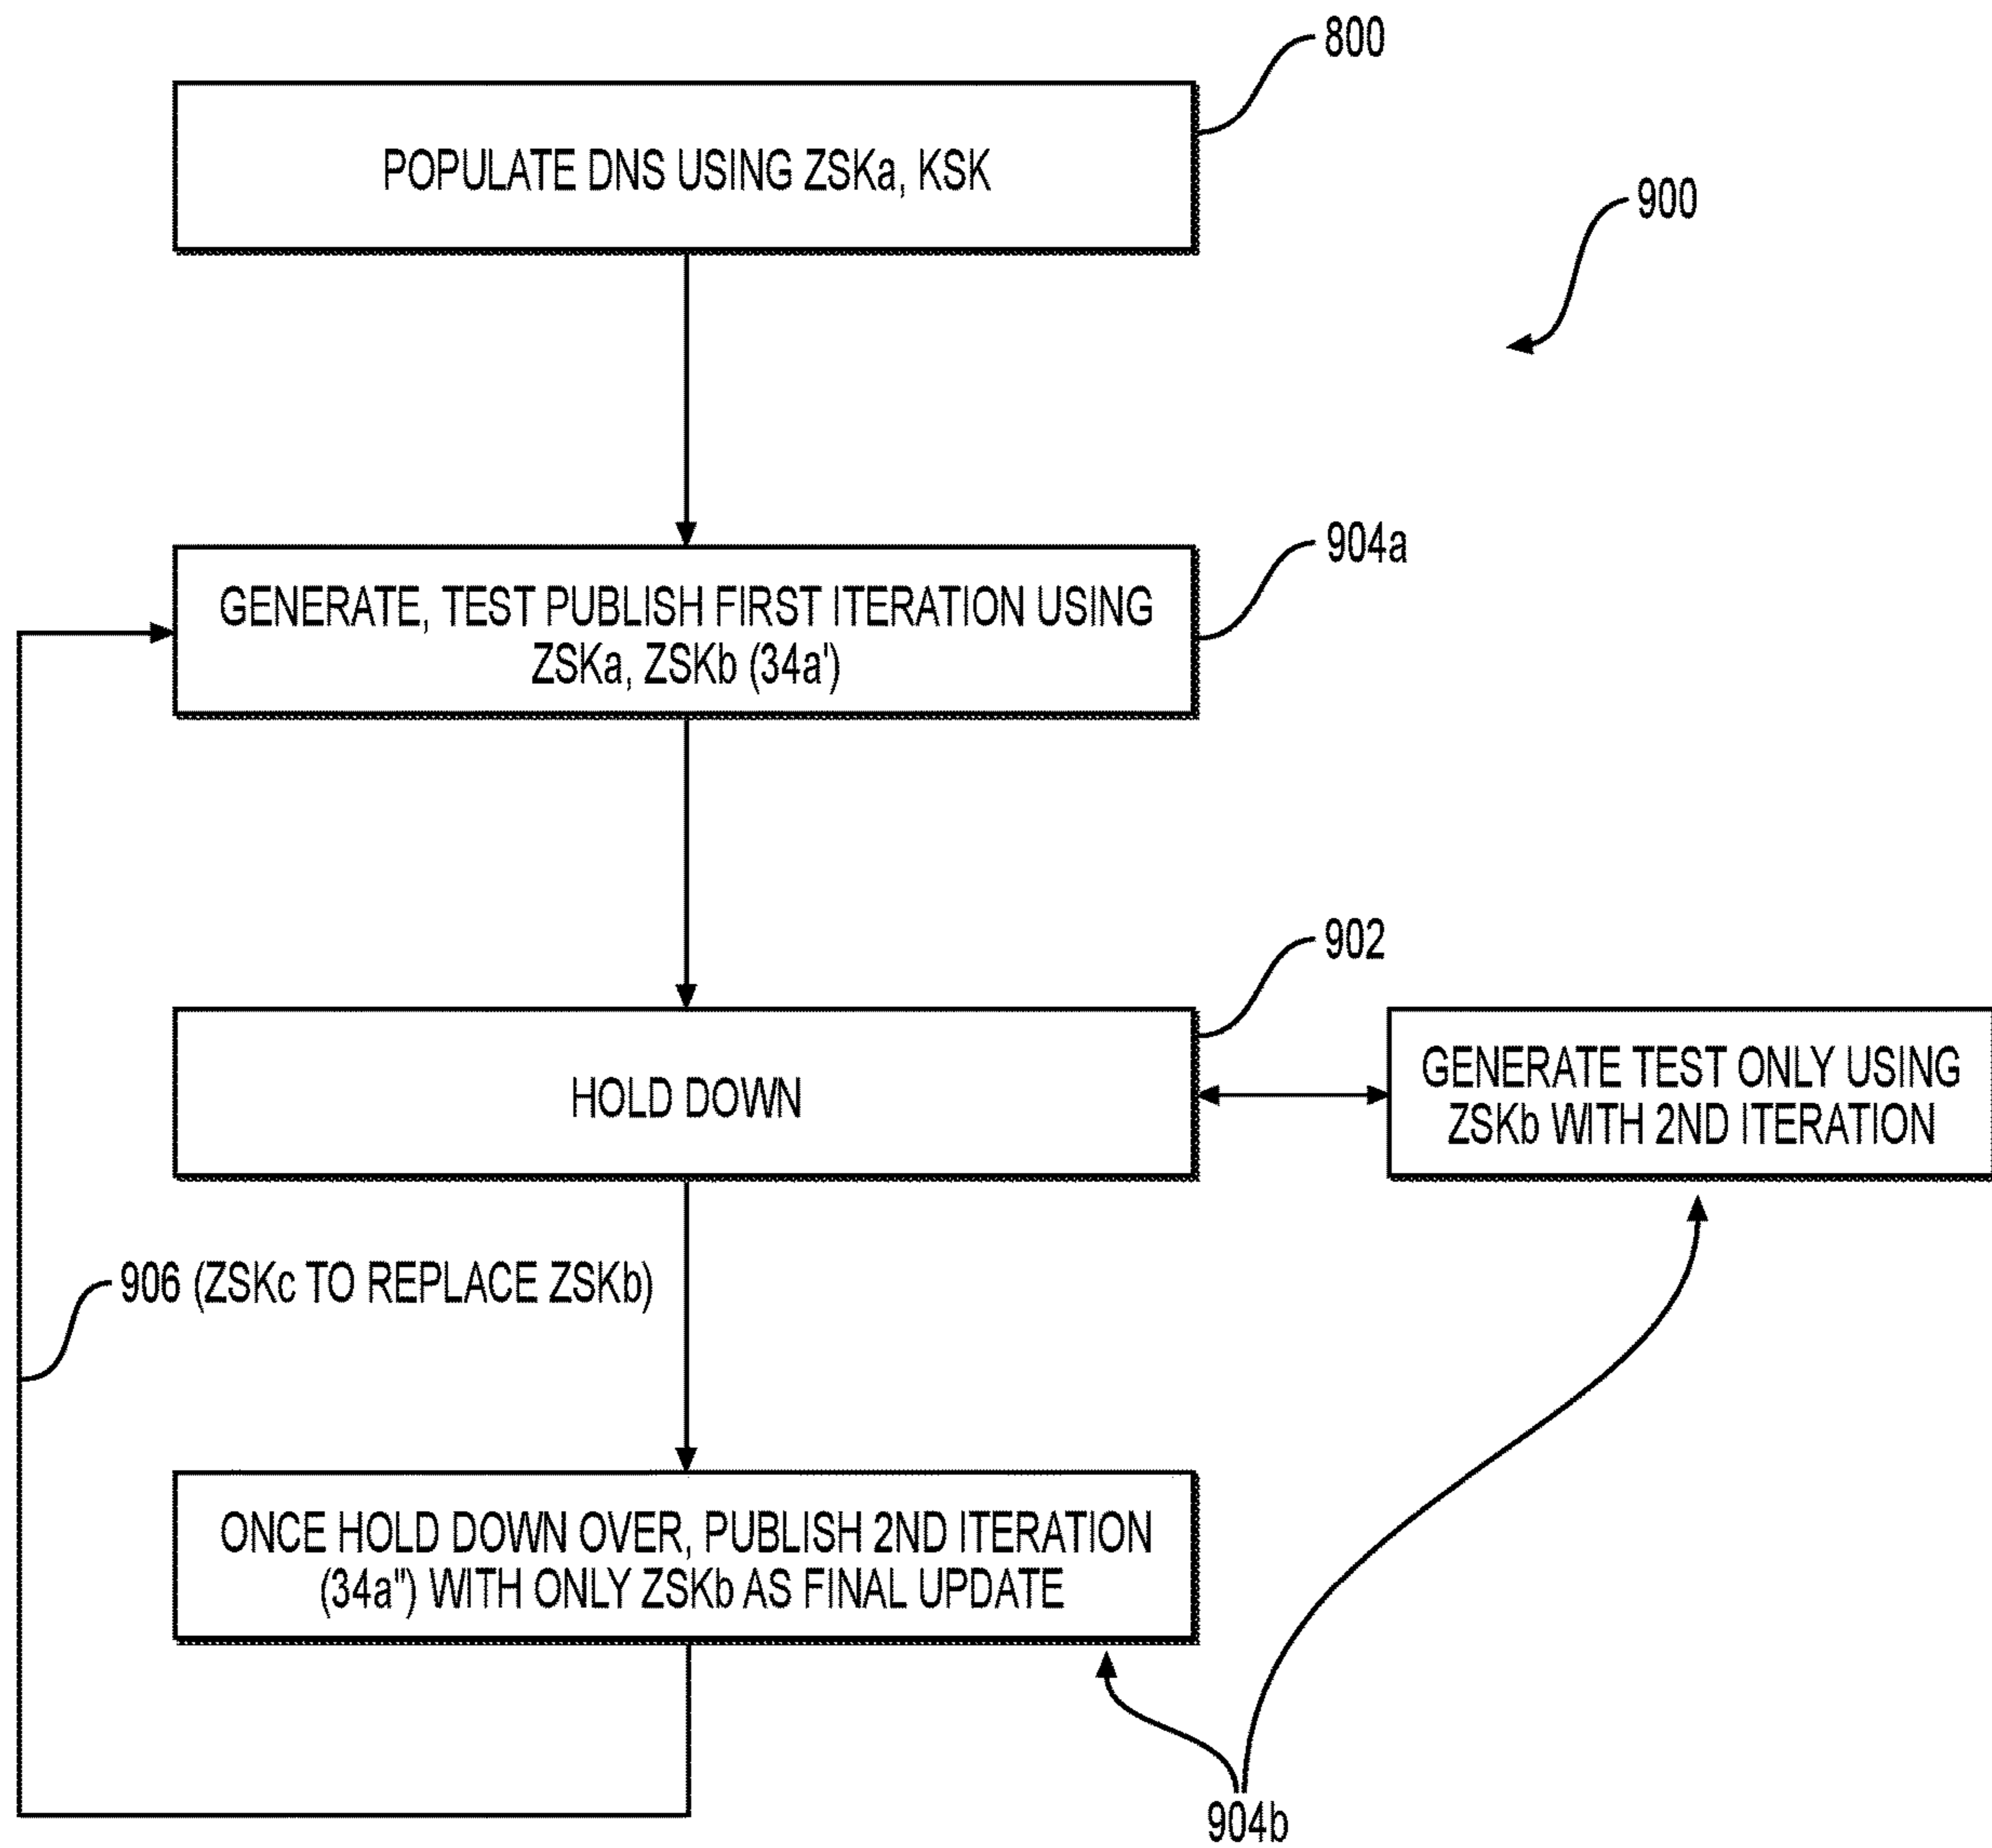 800
POPULATE DNS USING ZSKa, KSK
900
904a
GENERATE, TEST PUBLISH FIRST ITERATION USING
ZSKa, ZSKb (34a')
902
HOLD DOWN
GENERATE TEST ONLY USING
ZSKb WITH 2ND ITERATION
906 (ZSKc TO REPLACE ZSKb)
ONCE HOLD DOWN OVER, PUBLISH 2ND ITERATION
(34a") WITH ONLY ZSKb AS FINAL UPDATE
904b